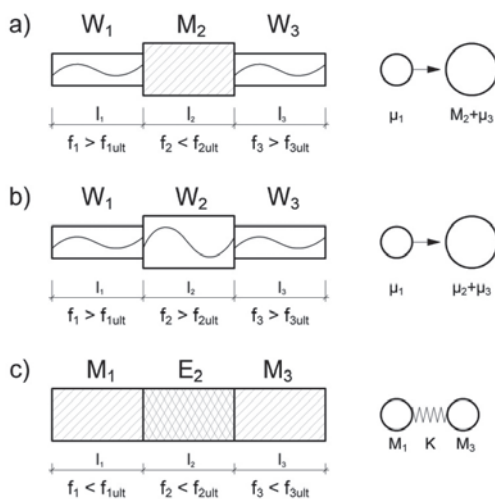 a) W₁ M₂ W₃
l₁ l₂ l₃ μ₁ M₂+μ₃
f₁ > f₁ult f₂ < f₂ult f₃ > f₃ult
b) W₁ W₂ W₃
l₁ l₂ l₃ μ₁ μ₂+μ₃
f₁ > f₁ult f₂ > f₂ult f₃ > f₃ult
c) M₁ E₂ M₃
l₁ l₂ l₃ M₁ K M₃
f₁ < f₁ult f₂ < f₂ult f₃ < f₃ult